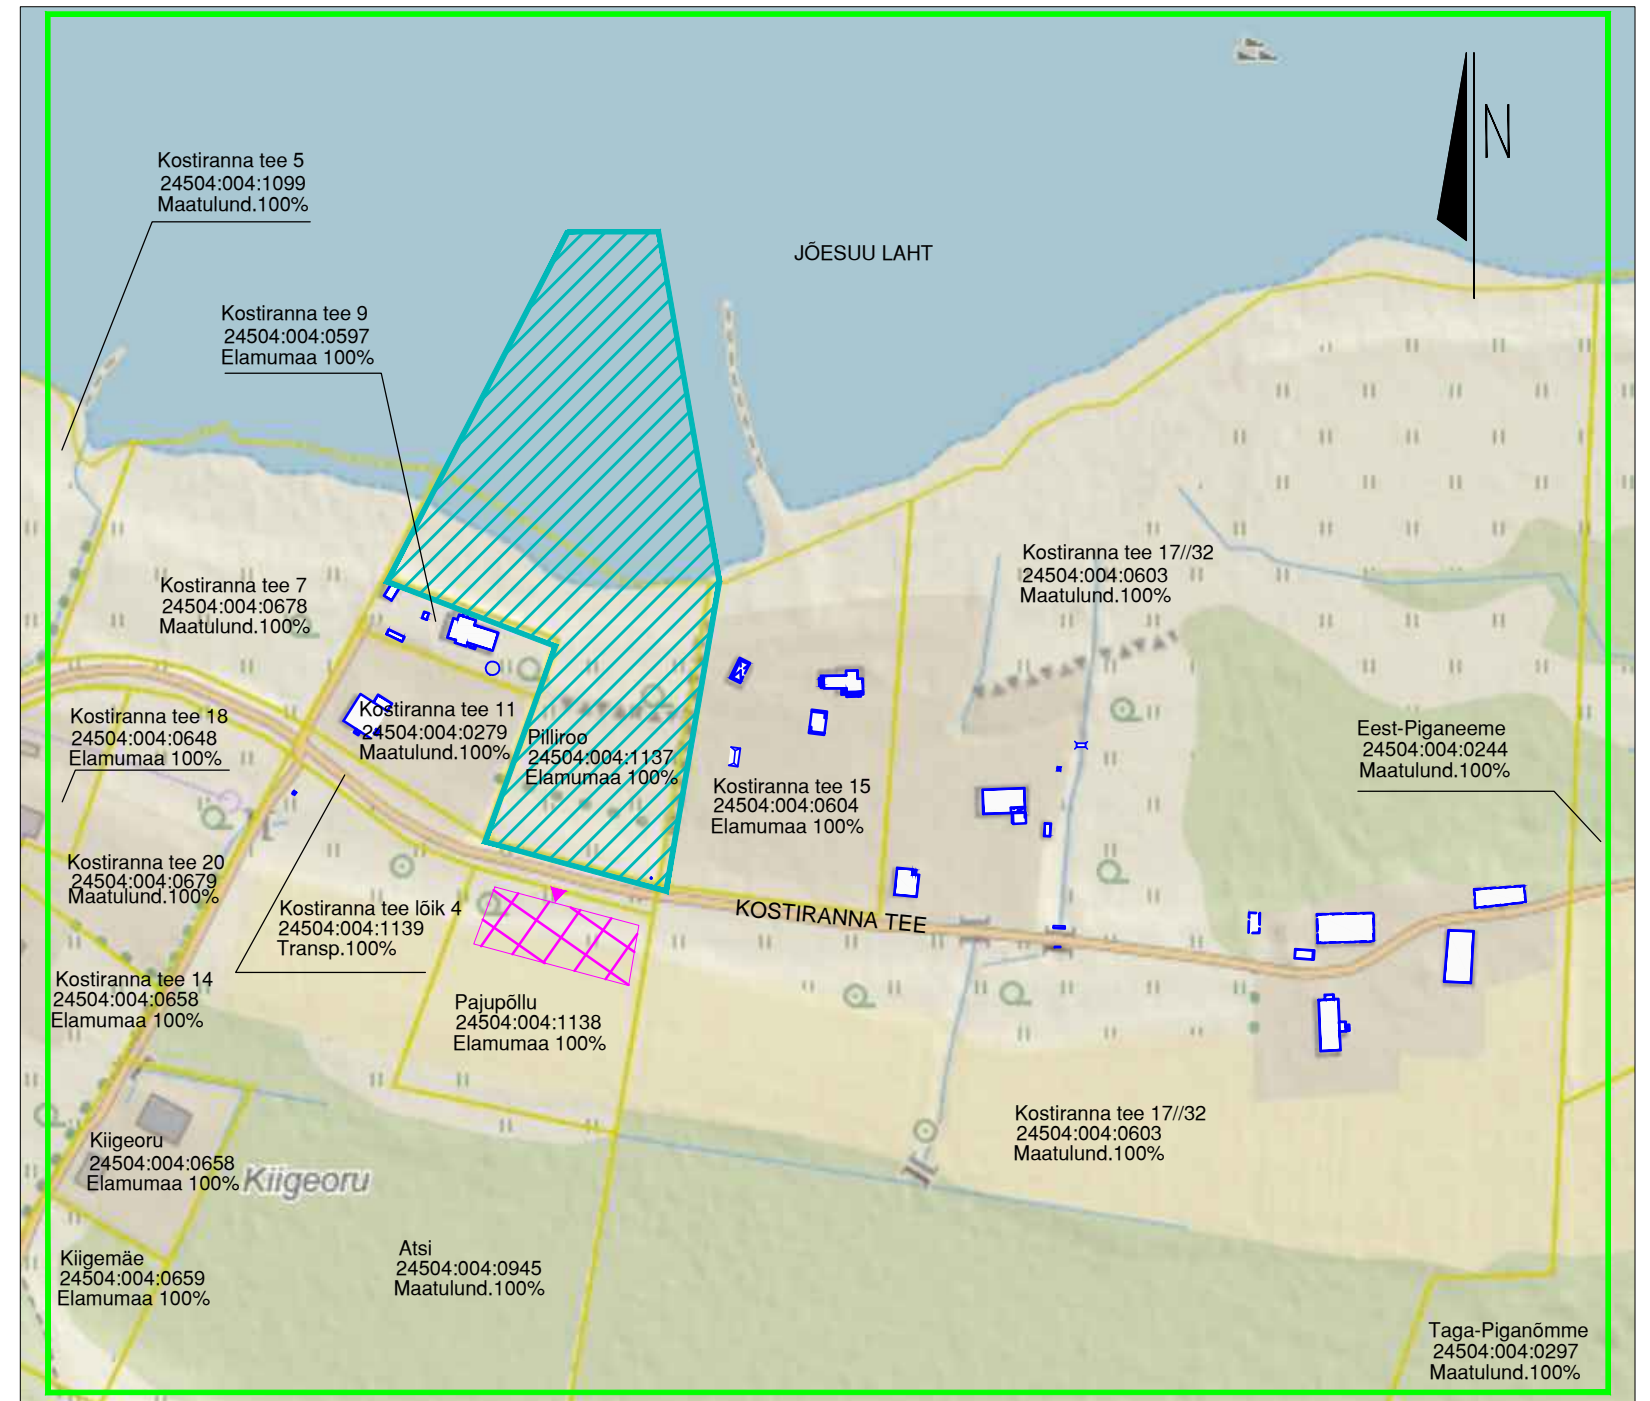 N
Kostiranna tee 5
24504:004:1099
Maatulund.100%
JÕESUU LAHT
Kostiranna tee 9
24504:004:0597
Elamumaa 100%
Kostiranna tee 17//32
24504:004:0603
Maatulund.100%
Kostiranna tee 7
24504:004:0678
Maatulund.100%
Kostiranna tee 11
24504:004:0279
Maatulund.100%
Kostiranna tee 18
24504:004:0648
Elamumaa 100%
Pilliroo
24504:004:1137
Elamumaa 100%
Eest-Piganeeme
24504:004:0244
Maatulund.100%
Kostiranna tee 15
24504:004:0604
Elamumaa 100%
Kostiranna tee 20
24504:004:0679
Maatulund.100%
Kostiranna tee lõik 4
24504:004:1139
Transp.100%
KOSTIRANNA TEE
Kostiranna tee 14
24504:004:0658
Elamumaa 100%
Pajupõllu
24504:004:1138
Elamumaa 100%
Kostiranna tee 17//32
24504:004:0603
Maatulund.100%
Kiigeoru
24504:004:0658
Elamumaa 100%
Kiigeoru
Kiigemäe
24504:004:0659
Elamumaa 100%
Atsi
24504:004:0945
Maatulund.100%
Taga-Piganõmme
24504:004:0297
Maatulund.100%